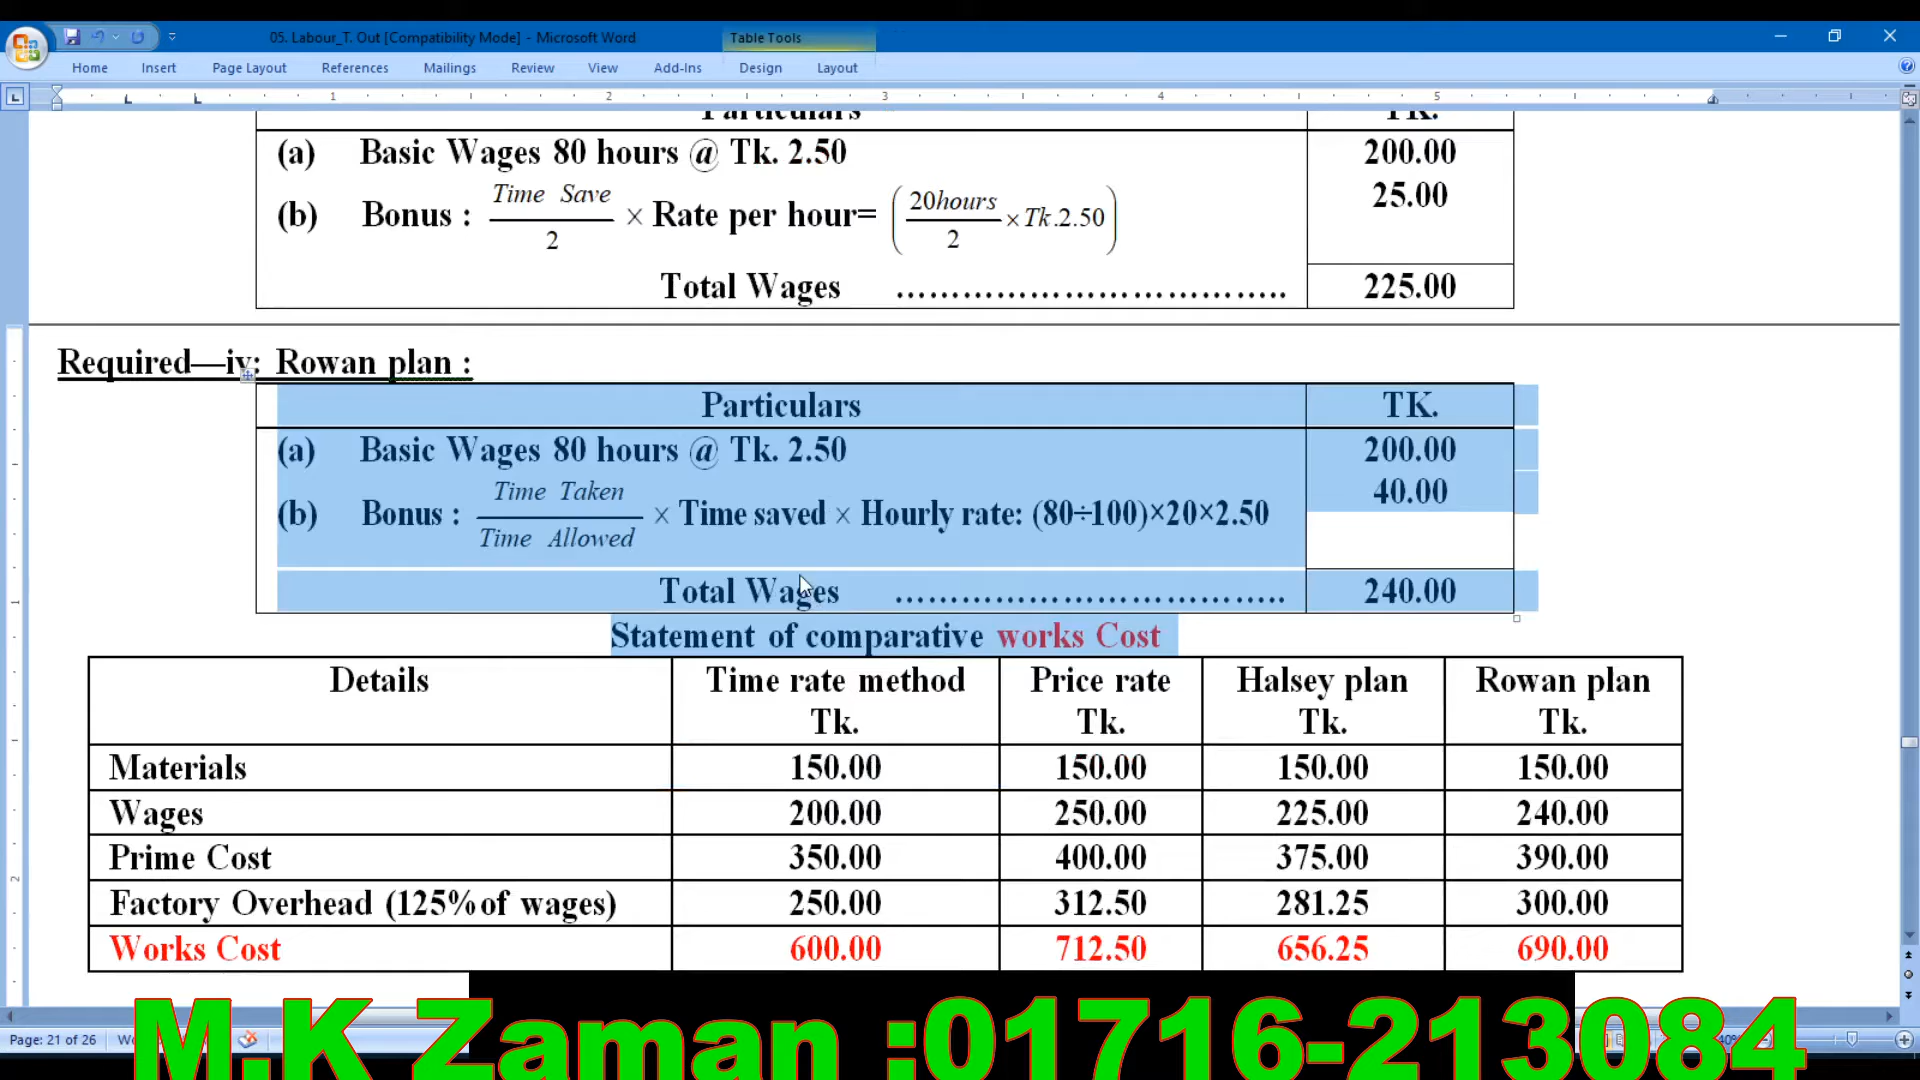 05. Labour_T. Out [Compatibility Mode] - Microsoft Word
Table Tools
Home Insert Page Layout References Mailings Review View Add-Ins Design Layout
1 2 3 4 5
Particulars TK.
(a) Basic Wages 80 hours @ Tk. 2.50 200.00
(b) Bonus : Time Save / 2 × Rate per hour= (20hours / 2 × Tk.2.50) 25.00
Total Wages ……………………………….. 225.00
Required—iv: Rowan plan :
Particulars TK.
(a) Basic Wages 80 hours @ Tk. 2.50 200.00
(b) Bonus : Time Taken / Time Allowed × Time saved × Hourly rate: (80÷100)×20×2.50 40.00
Total Wages ……………………………….. 240.00
Statement of comparative works Cost
Details Time rate method Tk. Price rate Tk. Halsey plan Tk. Rowan plan Tk.
Materials 150.00 150.00 150.00 150.00
Wages 200.00 250.00 225.00 240.00
Prime Cost 350.00 400.00 375.00 390.00
Factory Overhead (125%of wages) 250.00 312.50 281.25 300.00
Works Cost 600.00 712.50 656.25 690.00
Page: 21 of 26
M.K Zaman :01716-213084